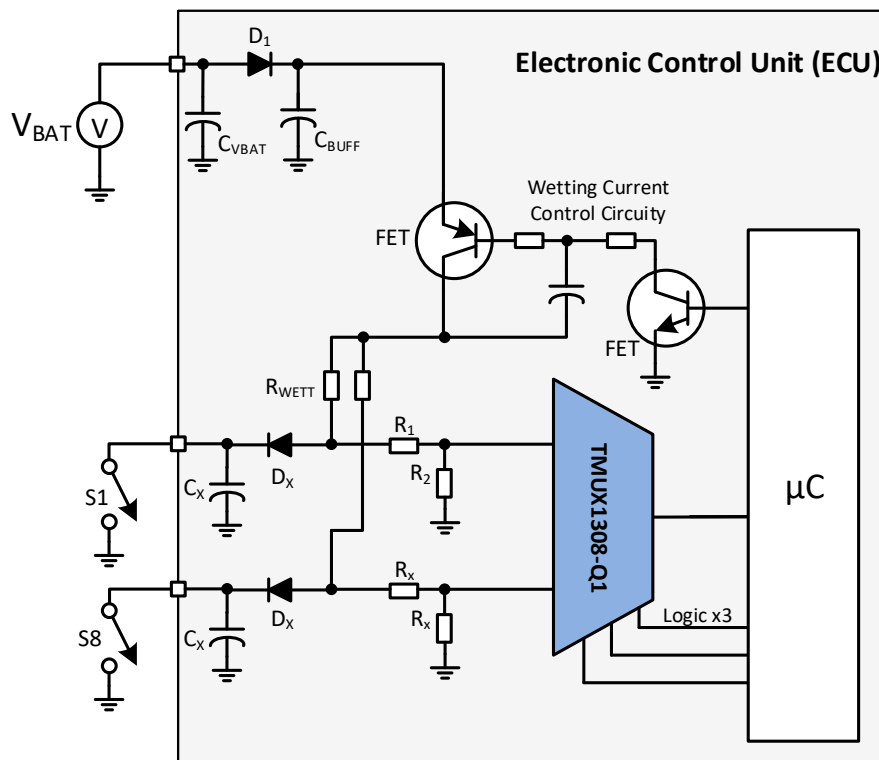 D1
Electronic Control Unit (ECU)
VBAT
V
CVBAT
CBUFF
Wetting Current
Control Circuity
FET
FET
RWETT
R1
TMUX1308-Q1
µC
S1
CX
DX
R2
Rx
S8
CX
DX
Rx
Logic x3